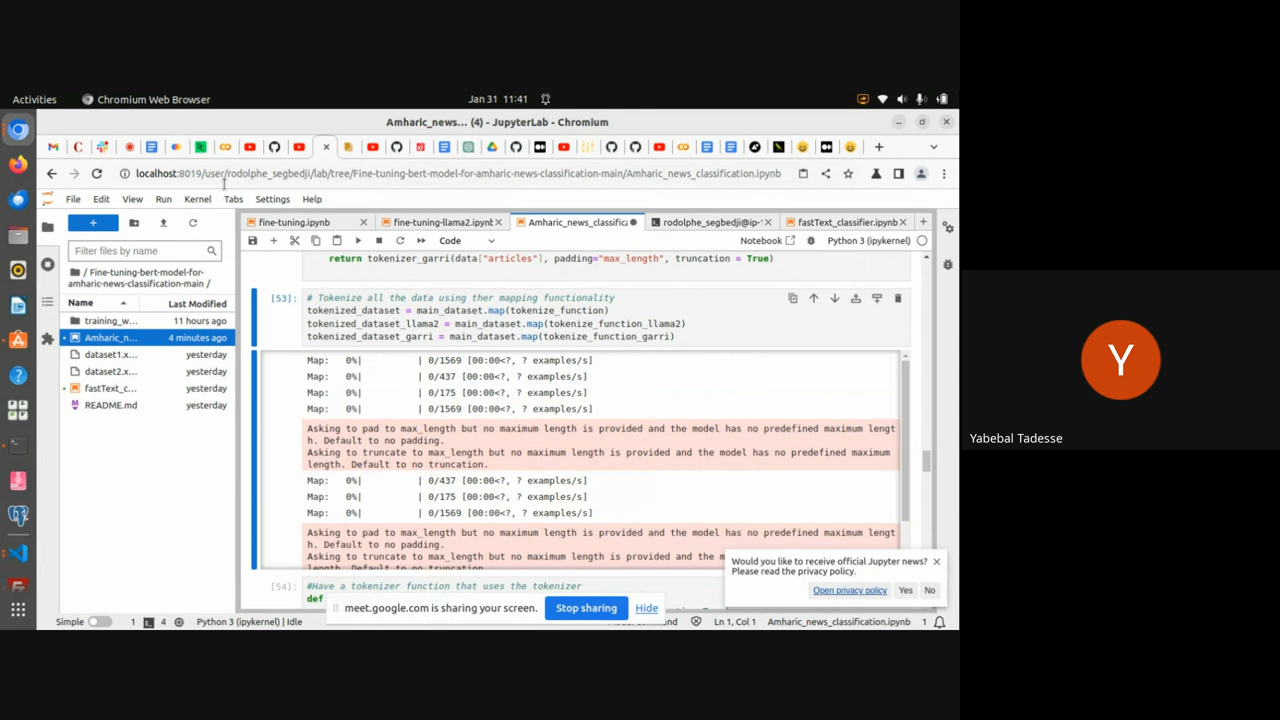 Activities
Chromium Web Browser
Jan 31 11:41
Amharic_news... (4) - JupyterLab - Chromium
localhost:8019/user/rodolphe_segbedji/lab/tree/Fine-tuning-bert-model-for-amharic-news-classification-main/Amharic_news_classification.ipynb
File Edit View Run Kernel Tabs Settings Help
fine-tuning.ipynb
fine-tuning-llama2.ipynb
Amharic_news_classifica
rodolphe_segbedji@ip-
fastText_classifier.ipynb
Code
Notebook
Python 3 (ipykernel)
Filter files by name
/ Fine-tuning-bert-model-for-
amharic-news-classification-main /
Name Last Modified
training_w... 11 hours ago
Amharic_n... 4 minutes ago
dataset1.x... yesterday
dataset2.x... yesterday
fastText_c... yesterday
README.md yesterday
return tokenizer_garri(data["articles"], padding="max_length", truncation = True)
[53]: # Tokenize all the data using ther mapping functionality
tokenized_dataset = main_dataset.map(tokenize_function)
tokenized_dataset_llama2 = main_dataset.map(tokenize_function_llama2)
tokenized_dataset_garri = main_dataset.map(tokenize_function_garri)
Map: 0%| | 0/1569 [00:00<?, ? examples/s]
Map: 0%| | 0/437 [00:00<?, ? examples/s]
Map: 0%| | 0/175 [00:00<?, ? examples/s]
Map: 0%| | 0/1569 [00:00<?, ? examples/s]
Asking to pad to max_length but no maximum length is provided and the model has no predefined maximum lengt
h. Default to no padding.
Asking to truncate to max_length but no maximum length is provided and the model has no predefined maximum
length. Default to no truncation.
Map: 0%| | 0/437 [00:00<?, ? examples/s]
Map: 0%| | 0/175 [00:00<?, ? examples/s]
Map: 0%| | 0/1569 [00:00<?, ? examples/s]
Asking to pad to max_length but no maximum length is provided and the model has no predefined maximum lengt
h. Default to no padding.
Asking to truncate to max_length but no maximum length is provided and the m
length. Default to no truncation.
[54]: #Have a tokenizer function that uses the tokenizer
def
Would you like to receive official Jupyter news?
Please read the privacy policy.
Open privacy policy Yes No
meet.google.com is sharing your screen. Stop sharing Hide
Simple 1 4 Python 3 (ipykernel) | Idle
Ln 1, Col 1 Amharic_news_classification.ipynb 1
Y
Yabebal Tadesse